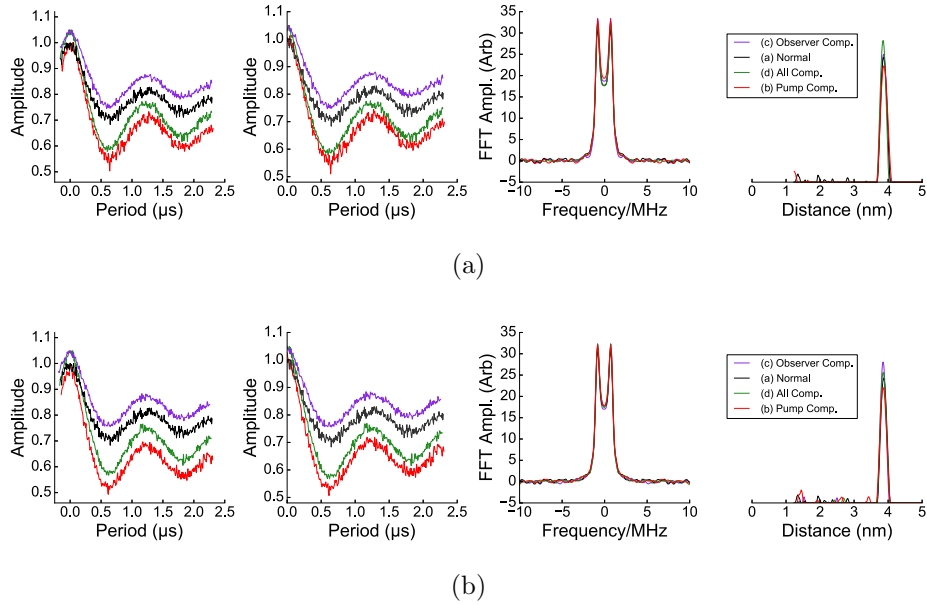 1.1
1.0
0.9
0.8
0.7
0.6
0.5
Amplitude
0.0 0.5 1.0 1.5 2.0 2.5
Period (µs)
1.1
1.0
0.9
0.8
0.7
0.6
0.5
Amplitude
0.0 0.5 1.0 1.5 2.0 2.5
Period (µs)
35
30
25
20
15
10
5
0
−5
FFT Ampl. (Arb)
−10 −5 0 5 10
Frequency/MHz
(c) Observer Comp.
(a) Normal
(d) All Comp.
(b) Pump Comp.
0 1 2 3 4 5
Distance (nm)
(a)
1.1
1.0
0.9
0.8
0.7
0.6
0.5
Amplitude
0.0 0.5 1.0 1.5 2.0 2.5
Period (µs)
1.1
1.0
0.9
0.8
0.7
0.6
0.5
Amplitude
0.0 0.5 1.0 1.5 2.0 2.5
Period (µs)
35
30
25
20
15
10
5
0
−5
FFT Ampl. (Arb)
−10 −5 0 5 10
Frequency/MHz
(c) Observer Comp.
(a) Normal
(d) All Comp.
(b) Pump Comp.
0 1 2 3 4 5
Distance (nm)
(b)